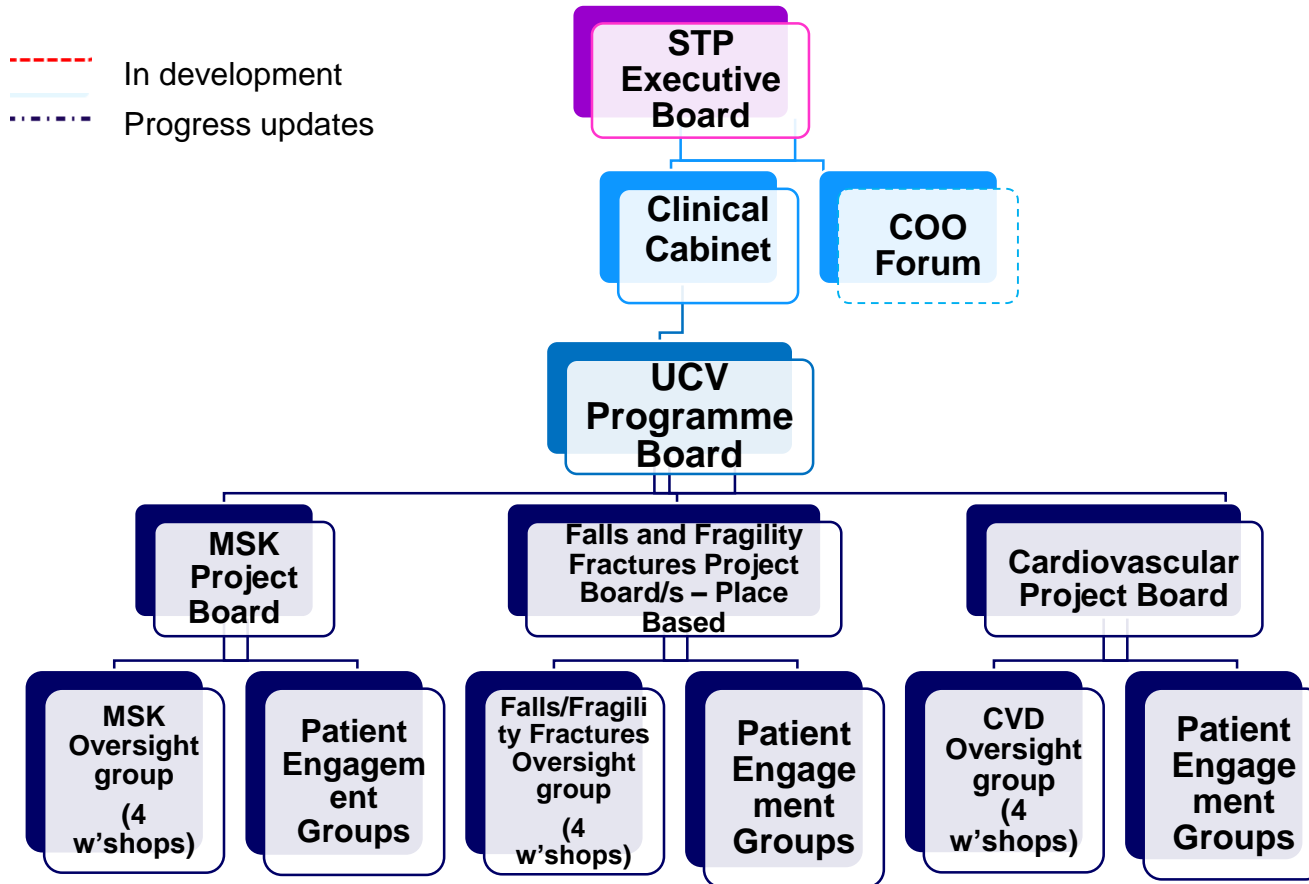 In development
Progress updates
STP
Executive
Board
Clinical
Cabinet
COO
Forum
UCV
Programme
Board
MSK
Project
Board
Falls and Fragility
Fractures Project
Board/s – Place
Based
Cardiovascular
Project Board
MSK
Oversight
group
(4
w’shops)
Patient
Engagem
ent
Groups
Falls/Fragili
ty Fractures
Oversight
group
(4
w’shops)
Patient
Engage
ment
Groups
CVD
Oversight
group
(4
w’shops)
Patient
Engage
ment
Groups